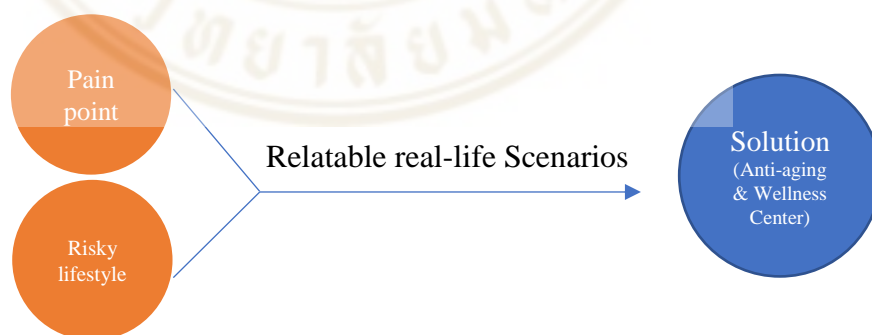 Pain
point
Relatable real-life Scenarios
Solution
(Anti-aging
& Wellness
Center)
Risky
lifestyle